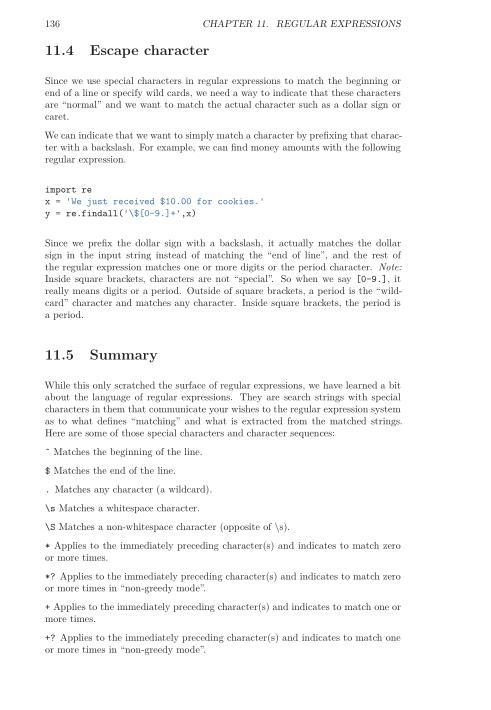 136 CHAPTER 11. REGULAR EXPRESSIONS
11.4 Escape character
Since we use special characters in regular expressions to match the beginning or
end of a line or specify wild cards, we need a way to indicate that these characters
are “normal” and we want to match the actual character such as a dollar sign or
caret.
We can indicate that we want to simply match a character by prefixing that charac-
ter with a backslash. For example, we can find money amounts with the following
regular expression.
import re
x = 'We just received $10.00 for cookies.'
y = re.findall('\$[0-9.]+',x)
Since we prefix the dollar sign with a backslash, it actually matches the dollar
sign in the input string instead of matching the “end of line”, and the rest of
the regular expression matches one or more digits or the period character. Note:
Inside square brackets, characters are not “special”. So when we say [0-9.], it
really means digits or a period. Outside of square brackets, a period is the “wild-
card” character and matches any character. Inside square brackets, the period is
a period.
11.5 Summary
While this only scratched the surface of regular expressions, we have learned a bit
about the language of regular expressions. They are search strings with special
characters in them that communicate your wishes to the regular expression system
as to what defines “matching” and what is extracted from the matched strings.
Here are some of those special characters and character sequences:
^ Matches the beginning of the line.
$ Matches the end of the line.
. Matches any character (a wildcard).
\s Matches a whitespace character.
\S Matches a non-whitespace character (opposite of \s).
* Applies to the immediately preceding character(s) and indicates to match zero
or more times.
*? Applies to the immediately preceding character(s) and indicates to match zero
or more times in “non-greedy mode”.
+ Applies to the immediately preceding character(s) and indicates to match one or
more times.
+? Applies to the immediately preceding character(s) and indicates to match one
or more times in “non-greedy mode”.